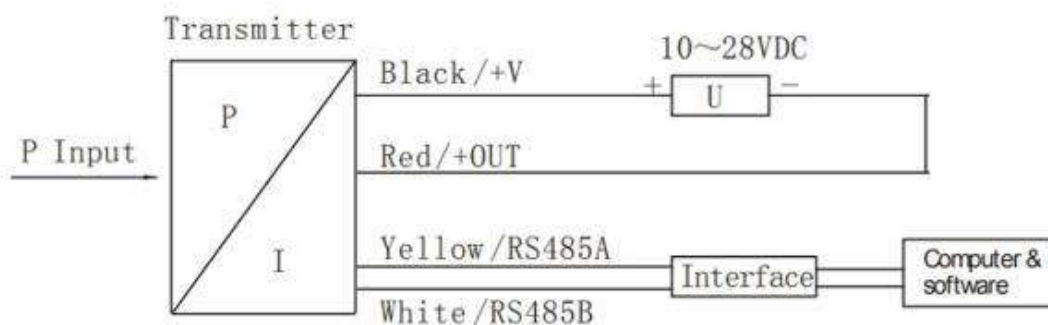 Transmitter
10～28VDC
Black/+V
+ U -
P
P Input
Red/+OUT
I
Yellow/RS485A
Interface
Computer &
software
White/RS485B